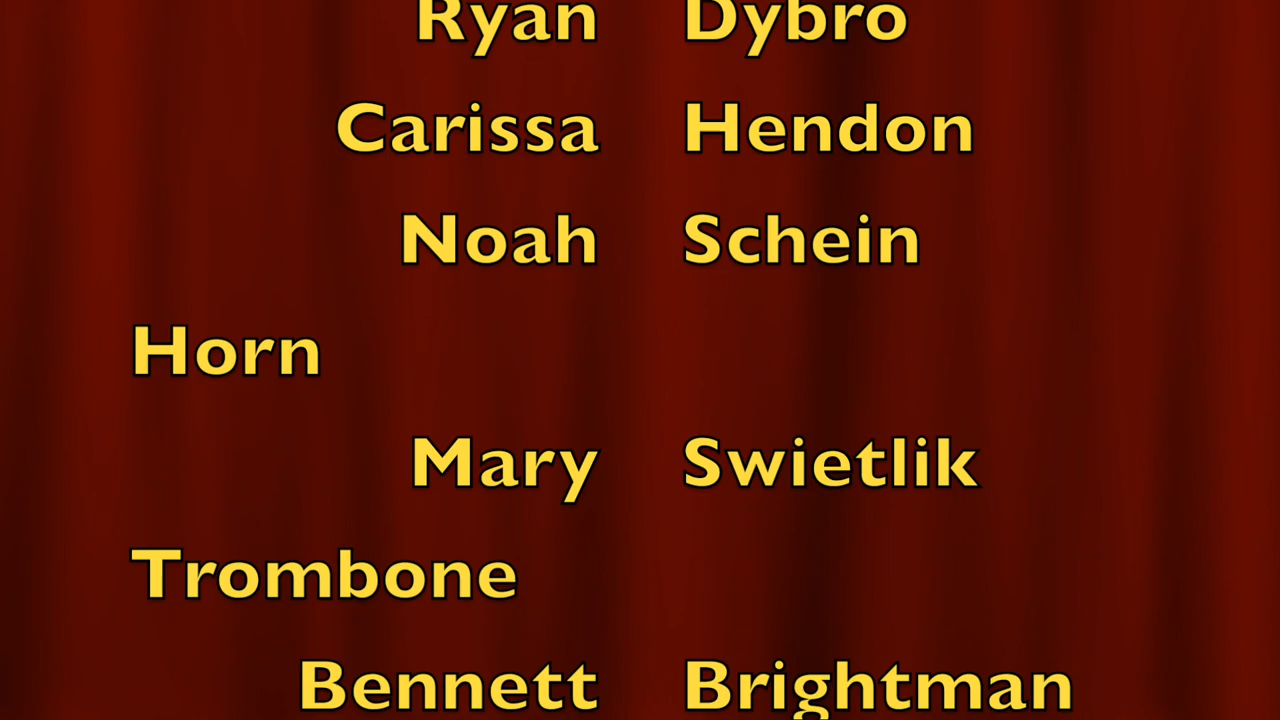 Ryan Dybro
Carissa Hendon
Noah Schein
Horn
Mary Swietlik
Trombone
Bennett Brightman